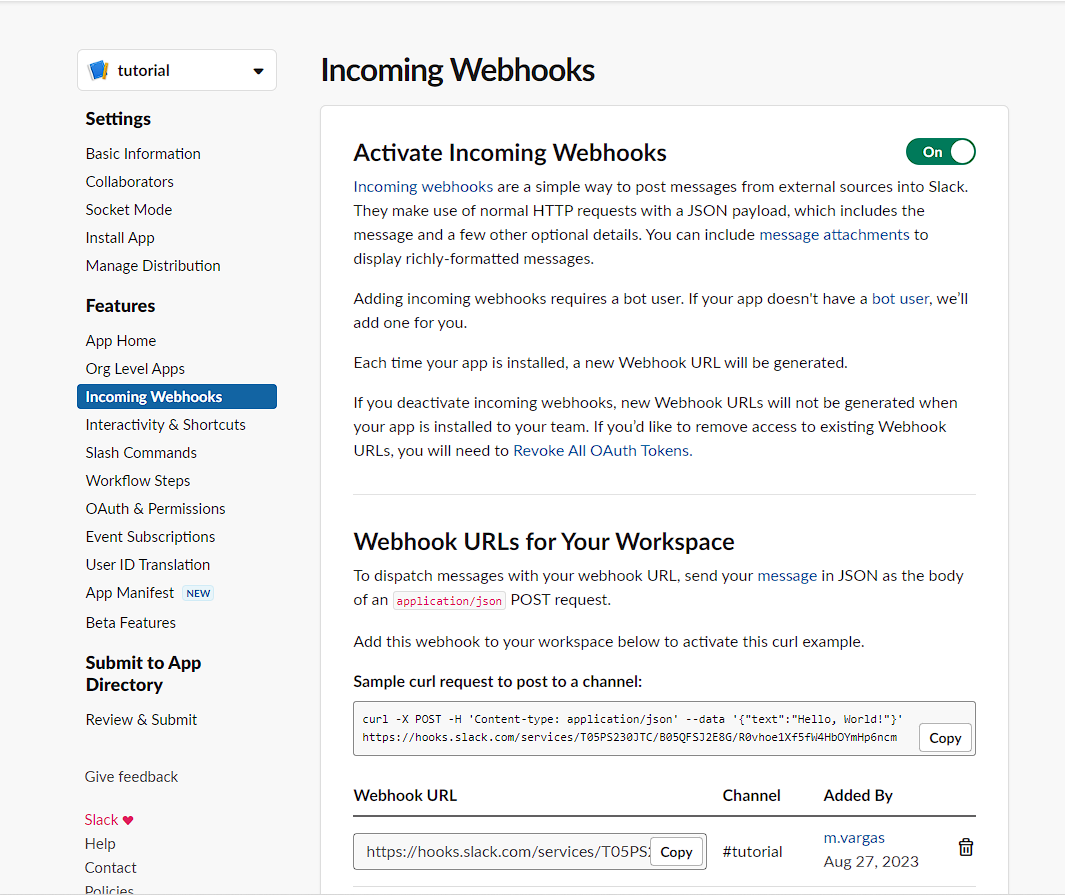 tutorial
Incoming Webhooks
Settings
Basic Information
Collaborators
Socket Mode
Install App
Manage Distribution
Features
App Home
Org Level Apps
Incoming Webhooks
Interactivity & Shortcuts
Slash Commands
Workflow Steps
OAuth & Permissions
Event Subscriptions
User ID Translation
App Manifest NEW
Beta Features
Submit to App
Directory
Review & Submit
Give feedback
Slack ♥
Help
Contact
Policies
Activate Incoming Webhooks
On
Incoming webhooks are a simple way to post messages from external sources into Slack.
They make use of normal HTTP requests with a JSON payload, which includes the
message and a few other optional details. You can include message attachments to
display richly-formatted messages.
Adding incoming webhooks requires a bot user. If your app doesn't have a bot user, we’ll
add one for you.
Each time your app is installed, a new Webhook URL will be generated.
If you deactivate incoming webhooks, new Webhook URLs will not be generated when
your app is installed to your team. If you’d like to remove access to existing Webhook
URLs, you will need to Revoke All OAuth Tokens.
Webhook URLs for Your Workspace
To dispatch messages with your webhook URL, send your message in JSON as the body
of an application/json POST request.
Add this webhook to your workspace below to activate this curl example.
Sample curl request to post to a channel:
curl -X POST -H 'Content-type: application/json' --data '{"text":"Hello, World!"}'
https://hooks.slack.com/services/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
Copy
Webhook URL Channel Added By
https://hooks.slack.com/services/T05PS Copy #tutorial m.vargas
Aug 27, 2023